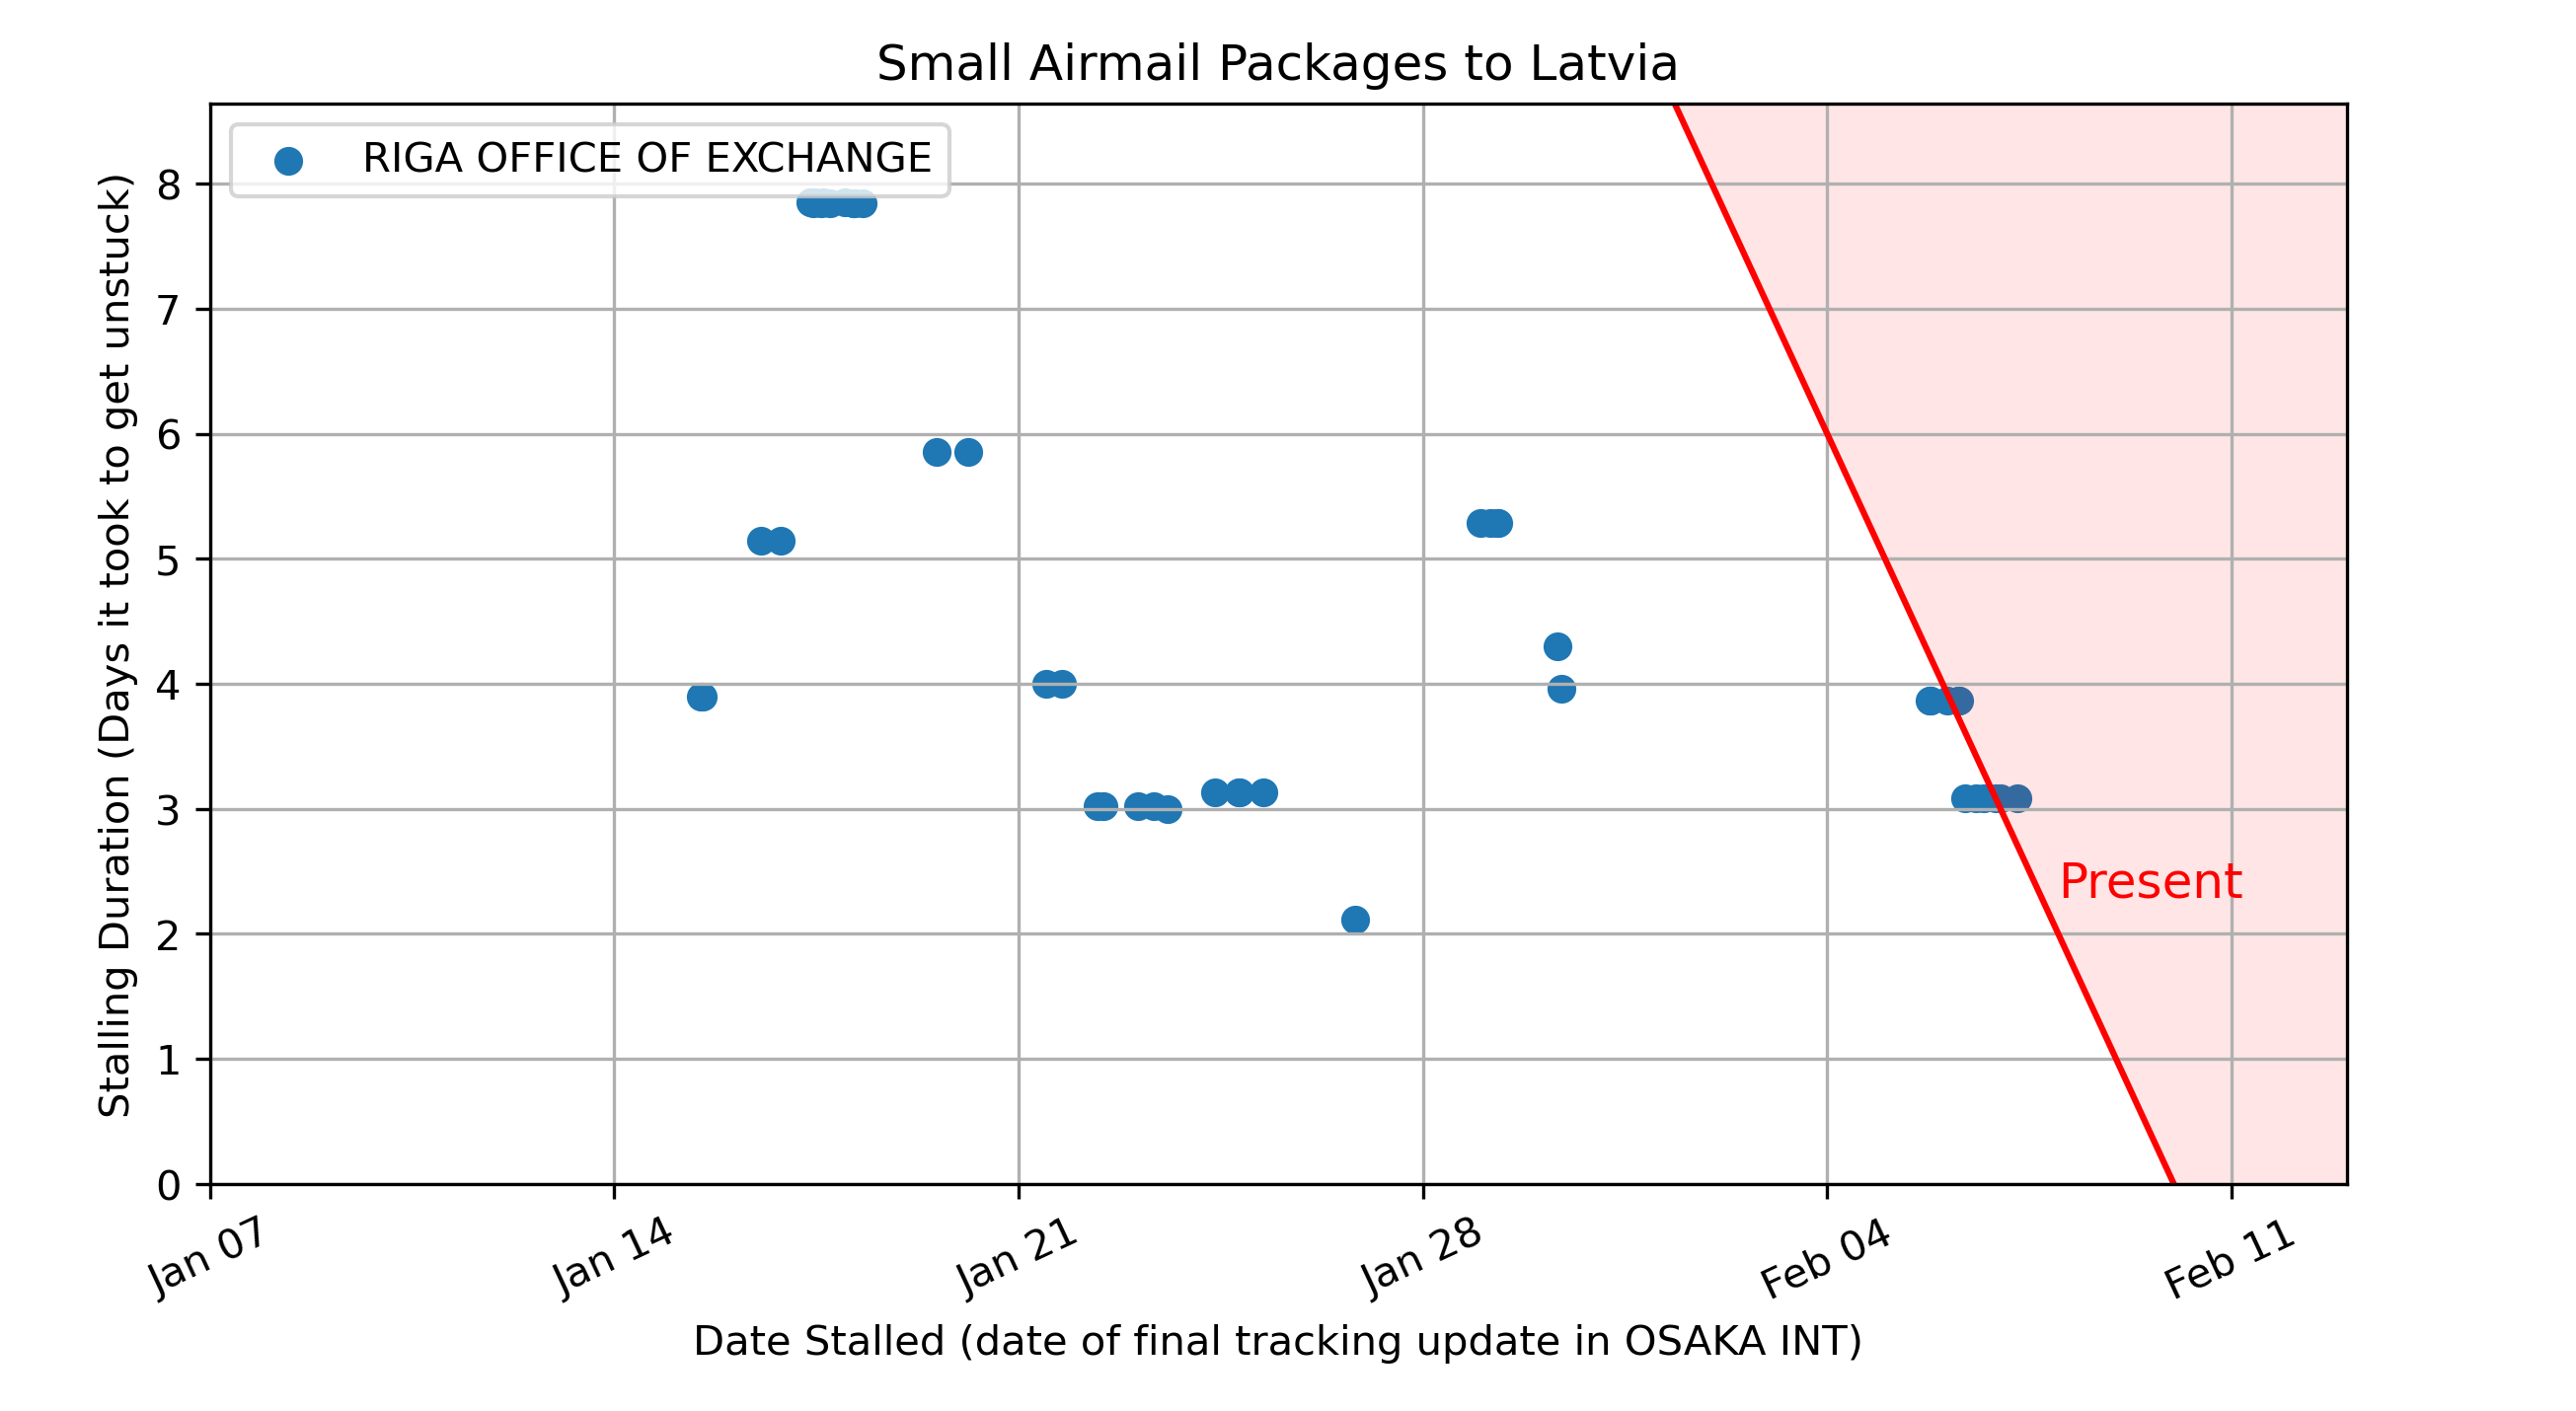 Small Airmail Packages to Latvia
RIGA OFFICE OF EXCHANGE
Stalling Duration (Days it took to get unstuck)
8
7
6
5
4
3
2
1
0
Present
Jan 07
Jan 14
Jan 21
Jan 28
Feb 04
Feb 11
Date Stalled (date of final tracking update in OSAKA INT)